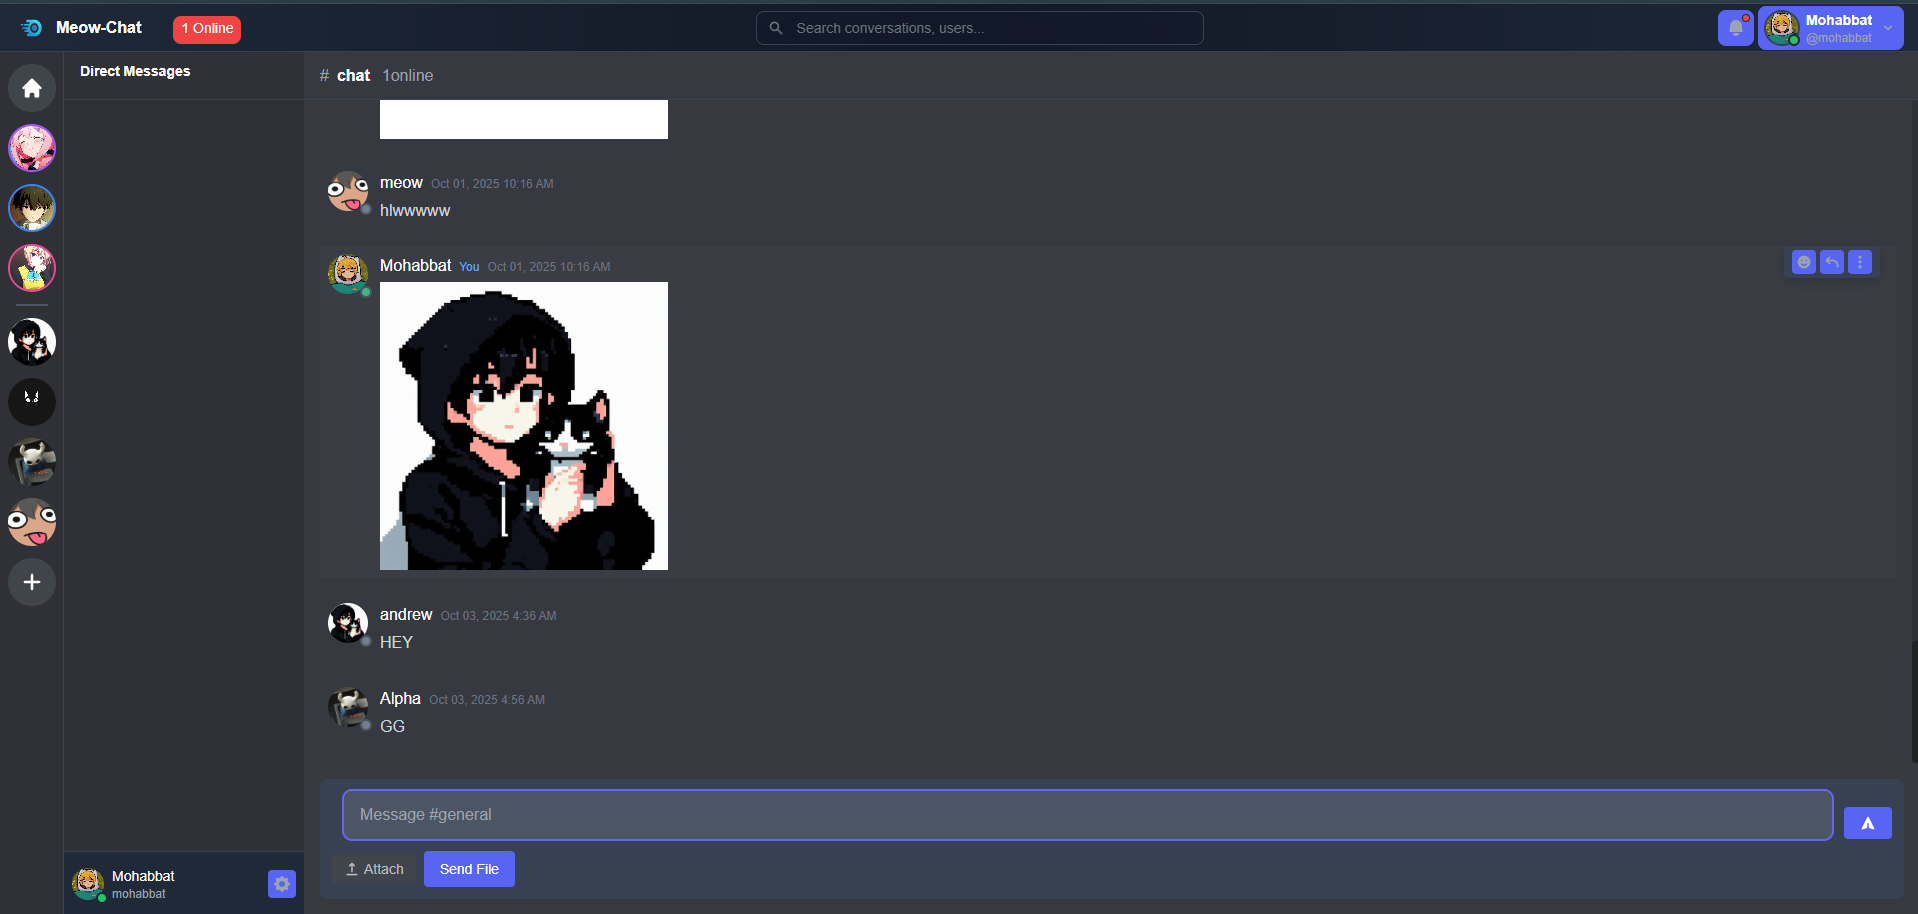 Meow-Chat
1 Online
Search conversations, users...
Mohabbat
@mohabbat
Direct Messages
# chat 1online
meow Oct 01, 2025 10:16 AM
hlwwwww
Mohabbat You Oct 01, 2025 10:16 AM
andrew Oct 03, 2025 4:36 AM
HEY
Alpha Oct 03, 2025 4:56 AM
GG
Message #general
Attach
Send File
Mohabbat
mohabbat